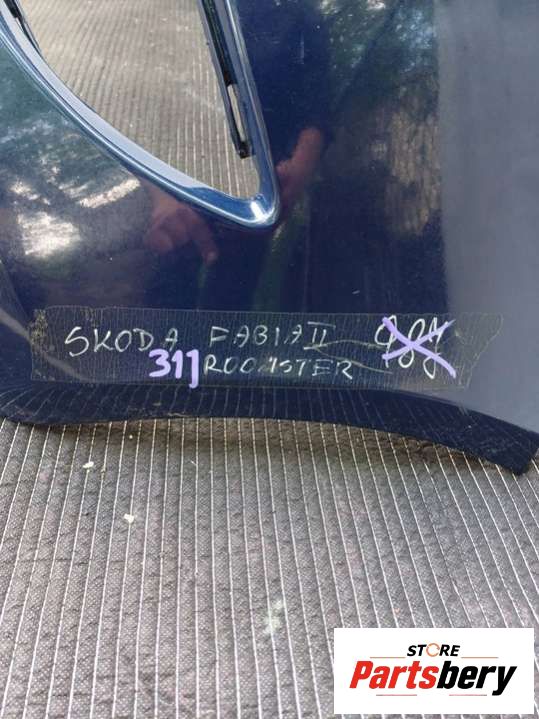 SKODA FABIA II
311 ROOMSTER
STORE
Partsbery